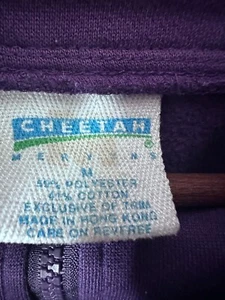 CHEETAH
MERVYNS
M
POLYESTER
COTTON
EXCLUSIVE OF TRIM
MADE IN HONG KONG
CARE ON REVERSE